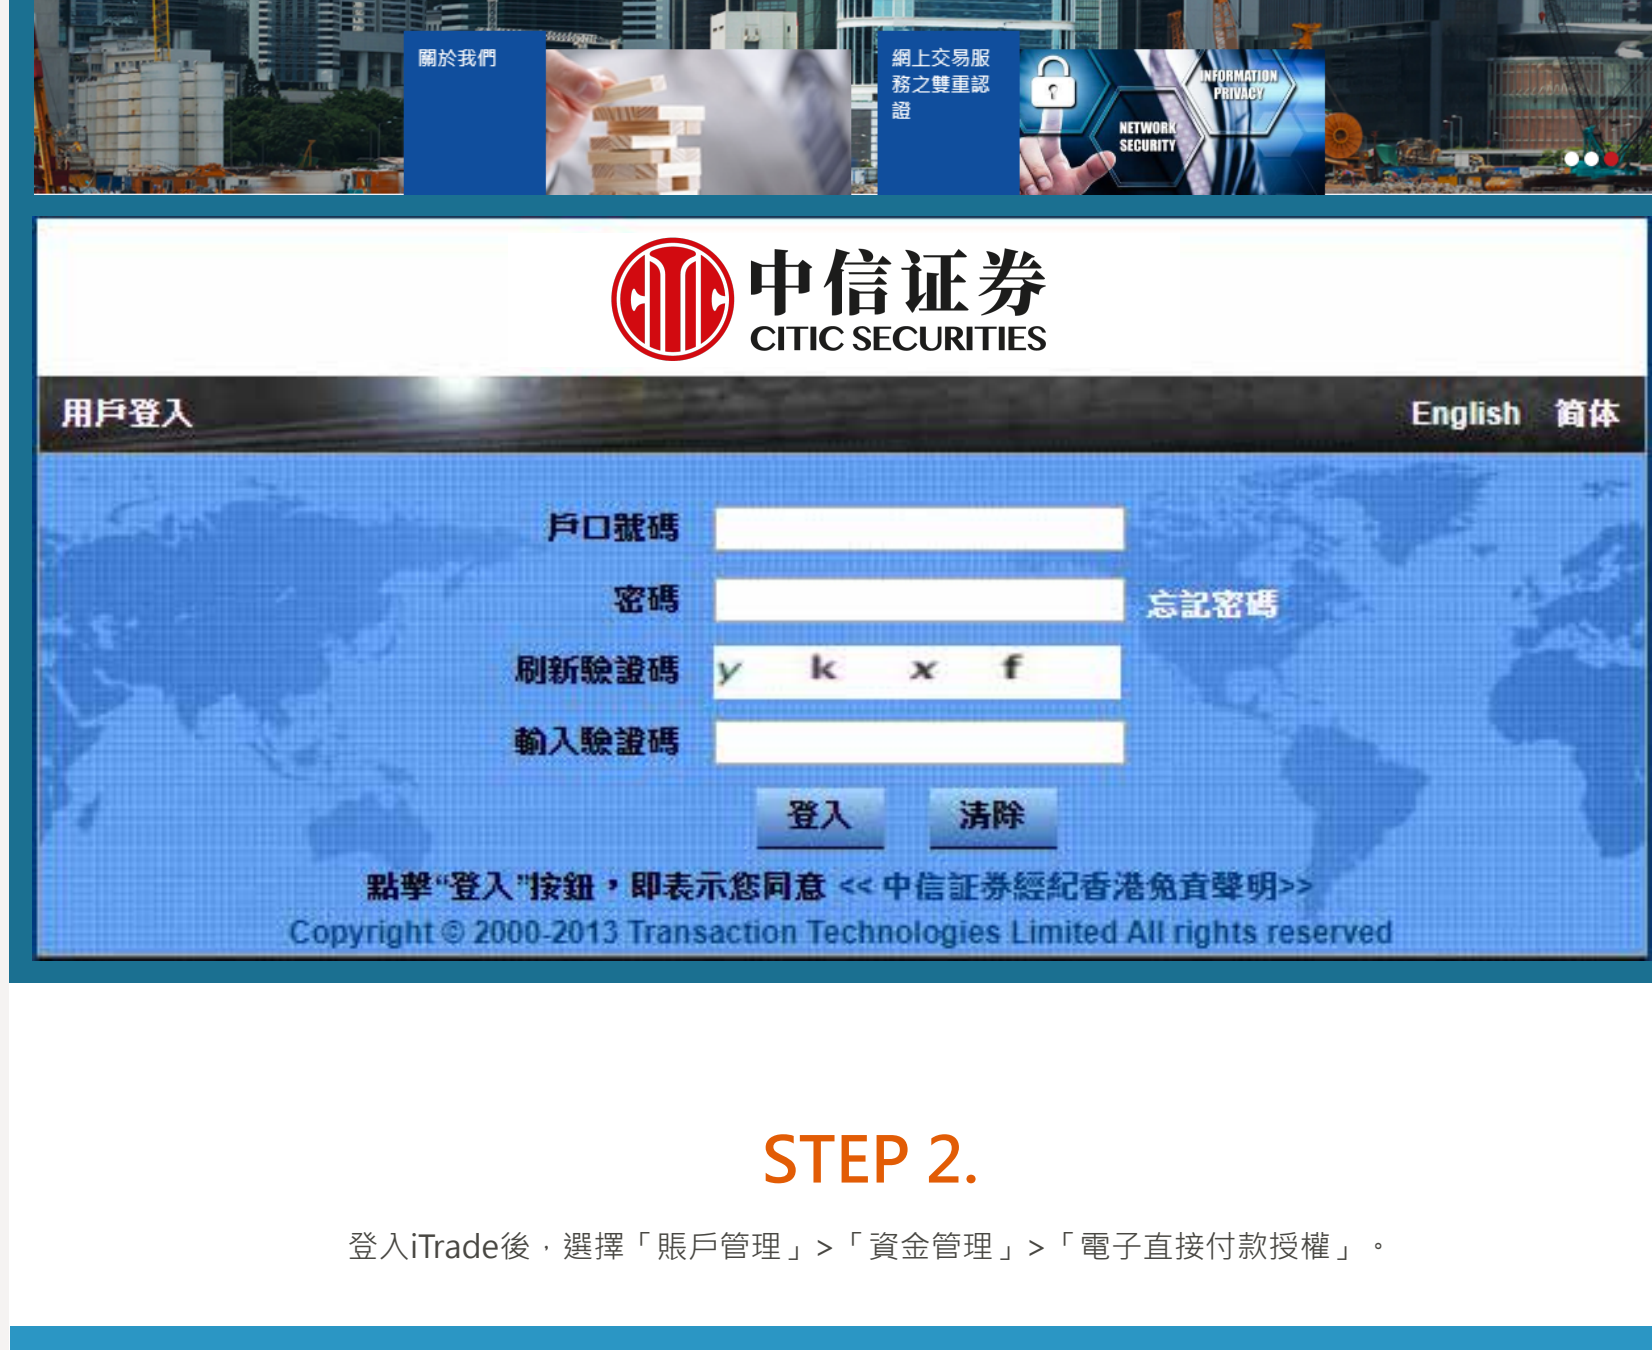 關於我們
網上交易服
務之雙重認
證
INFORMATION
PRIVACY
NETWORK
SECURITY
中信证券
CITIC SECURITIES
用戶登入
English 简体
戶口號碼
密碼 忘記密碼
刷新驗證碼 y k x f
輸入驗證碼
登入 清除
點擊“登入”按鈕，即表示您同意 << 中信証券經紀香港免責聲明>>
Copyright © 2000-2013 Transaction Technologies Limited All rights reserved
STEP 2.
登入iTrade後，選擇「賬戶管理」>「資金管理」>「電子直接付款授權」。